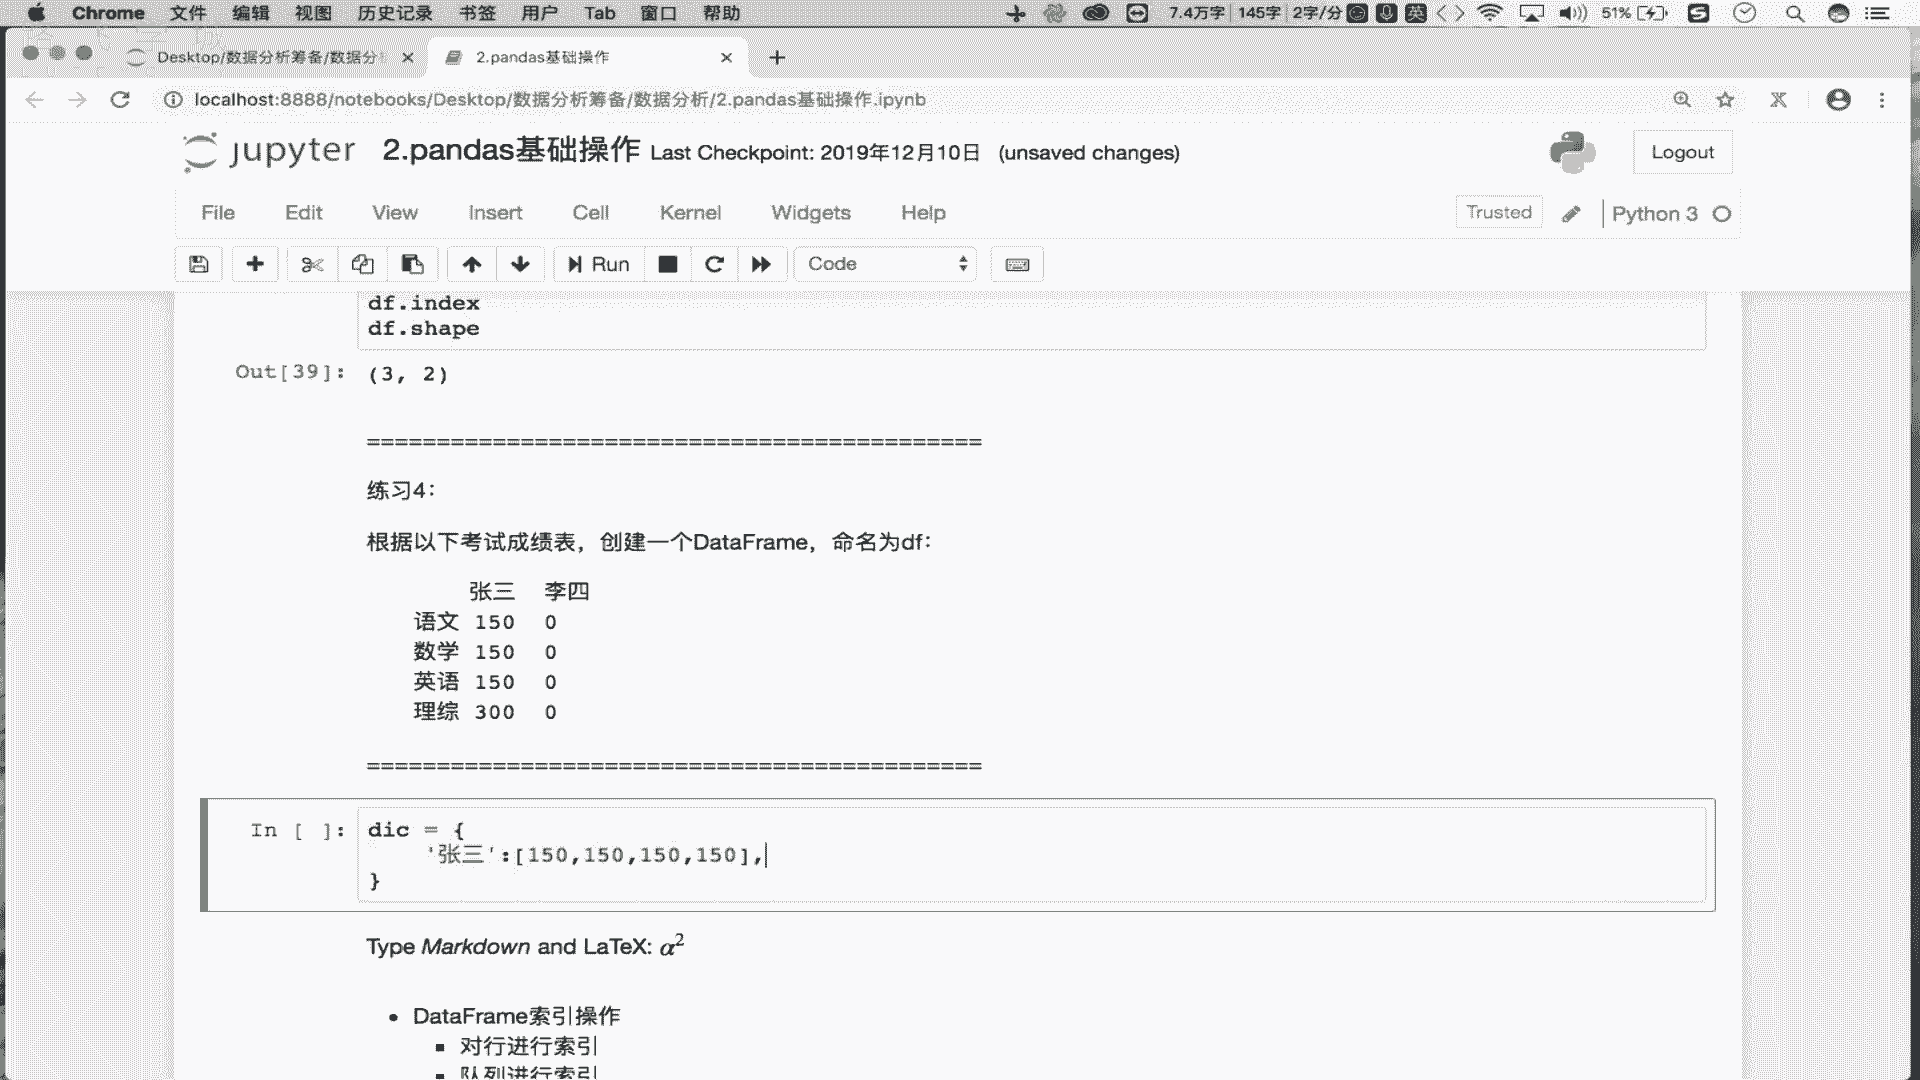 Chrome 文件 编辑 视图 历史记录 书签 用户 Tab 窗口 帮助 7.4万字 145字 2字/分 英 51%
Desktop/数据分析筹备/数据分 2.pandas基础操作
localhost:8888/notebooks/Desktop/数据分析筹备/数据分析/2.pandas基础操作.ipynb
jupyter 2.pandas基础操作 Last Checkpoint: 2019年12月10日 (unsaved changes) Logout
File Edit View Insert Cell Kernel Widgets Help Trusted Python 3
Run Code
df.index
df.shape
Out[39]: (3, 2)
============================================
练习4：
根据以下考试成绩表，创建一个DataFrame，命名为df：
张三 李四
语文 150 0
数学 150 0
英语 150 0
理综 300 0
============================================
In [ ]: dic = {
'张三':[150,150,150,150],
}
Type Markdown and LaTeX: α²
• DataFrame索引操作
▪ 对行进行索引
▪ 队列进行索引